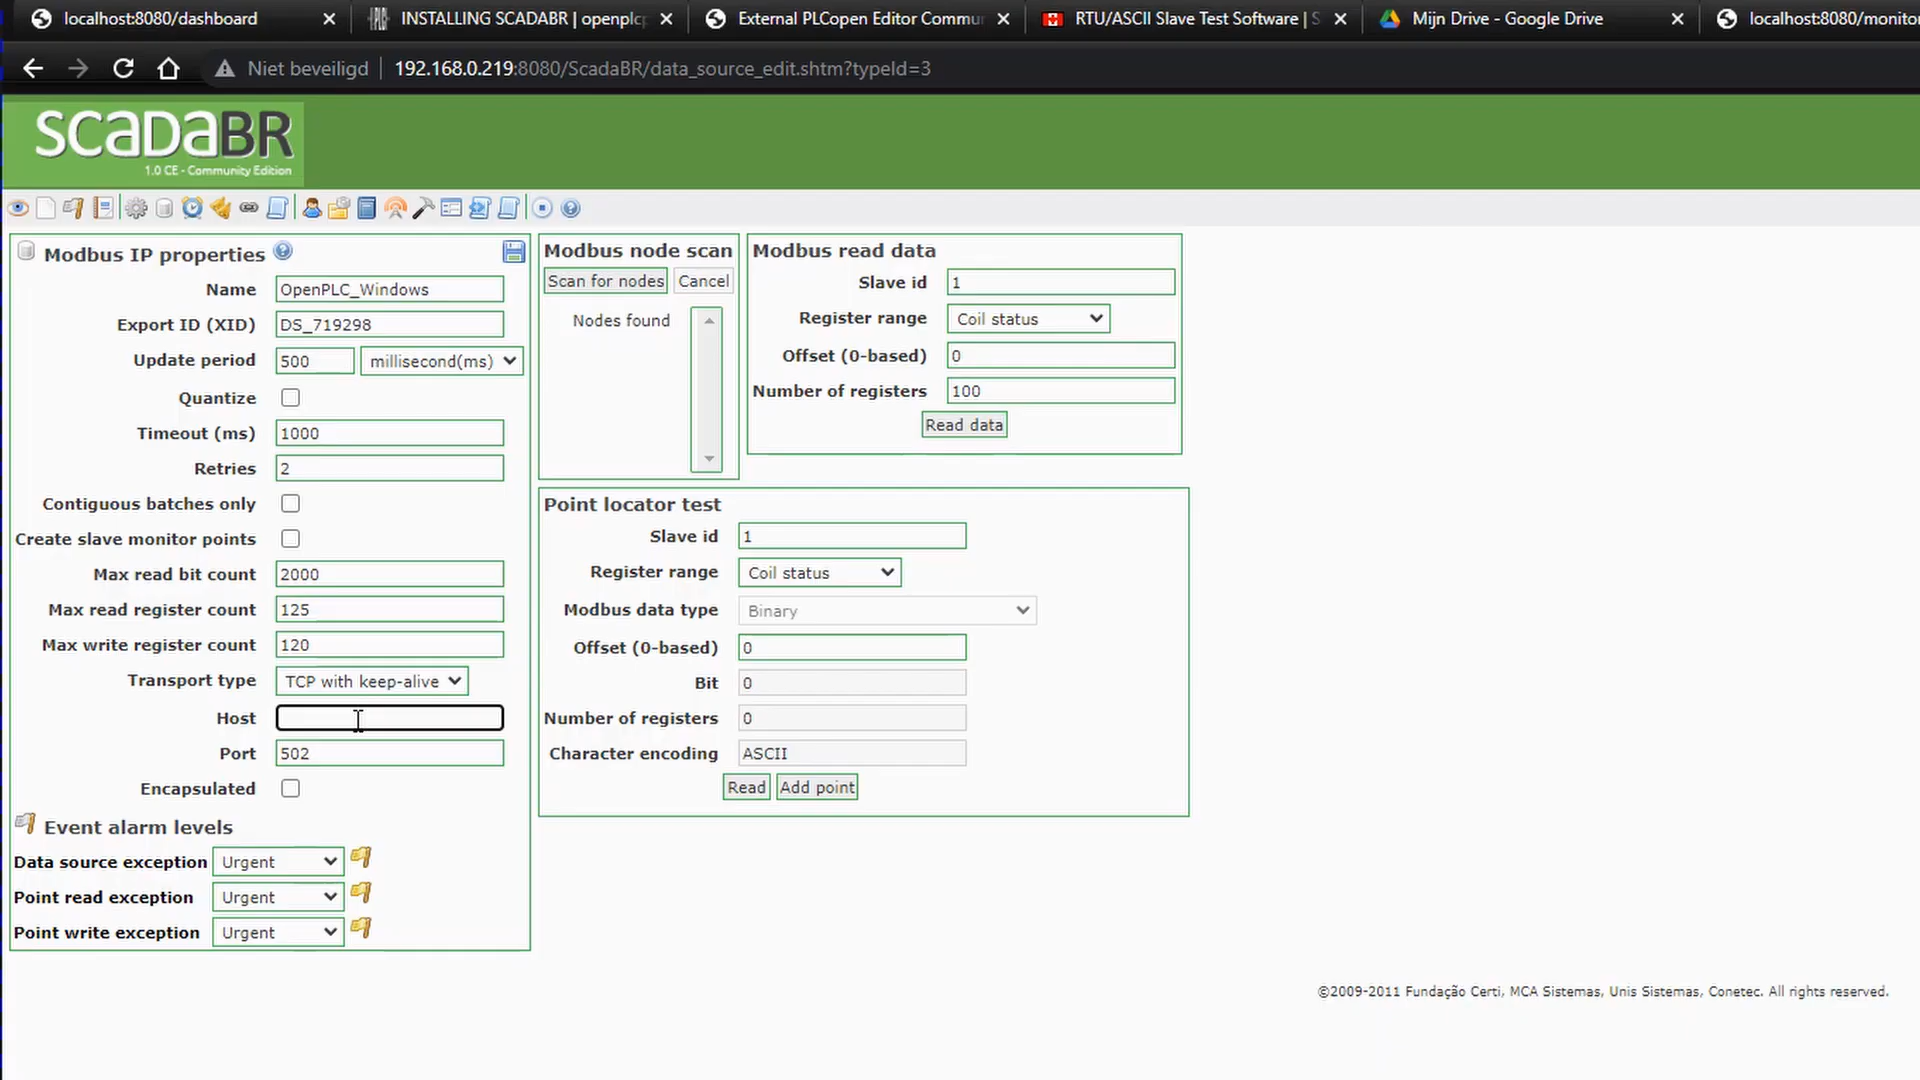 localhost:8080/dashboard
INSTALLING SCADABR | openplcp
External PLCopen Editor Commu
RTU/ASCII Slave Test Software | S
Mijn Drive - Google Drive
localhost:8080/monito
Niet beveiligd
192.168.0.219:8080/ScadaBR/data_source_edit.shtm?typeId=3
SCADABR
1.0 CE - Community Edition
Modbus IP properties
Name OpenPLC_Windows
Export ID (XID) DS_719298
Update period 500 millisecond(ms)
Quantize
Timeout (ms) 1000
Retries 2
Contiguous batches only
Create slave monitor points
Max read bit count 2000
Max read register count 125
Max write register count 120
Transport type TCP with keep-alive
Host
Port 502
Encapsulated
Event alarm levels
Data source exception Urgent
Point read exception Urgent
Point write exception Urgent
Modbus node scan
Scan for nodes Cancel
Nodes found
Modbus read data
Slave id 1
Register range Coil status
Offset (0-based) 0
Number of registers 100
Read data
Point locator test
Slave id 1
Register range Coil status
Modbus data type Binary
Offset (0-based) 0
Bit 0
Number of registers 0
Character encoding ASCII
Read Add point
©2009-2011 Fundação Certi, MCA Sistemas, Unis Sistemas, Conetec. All rights reserved.